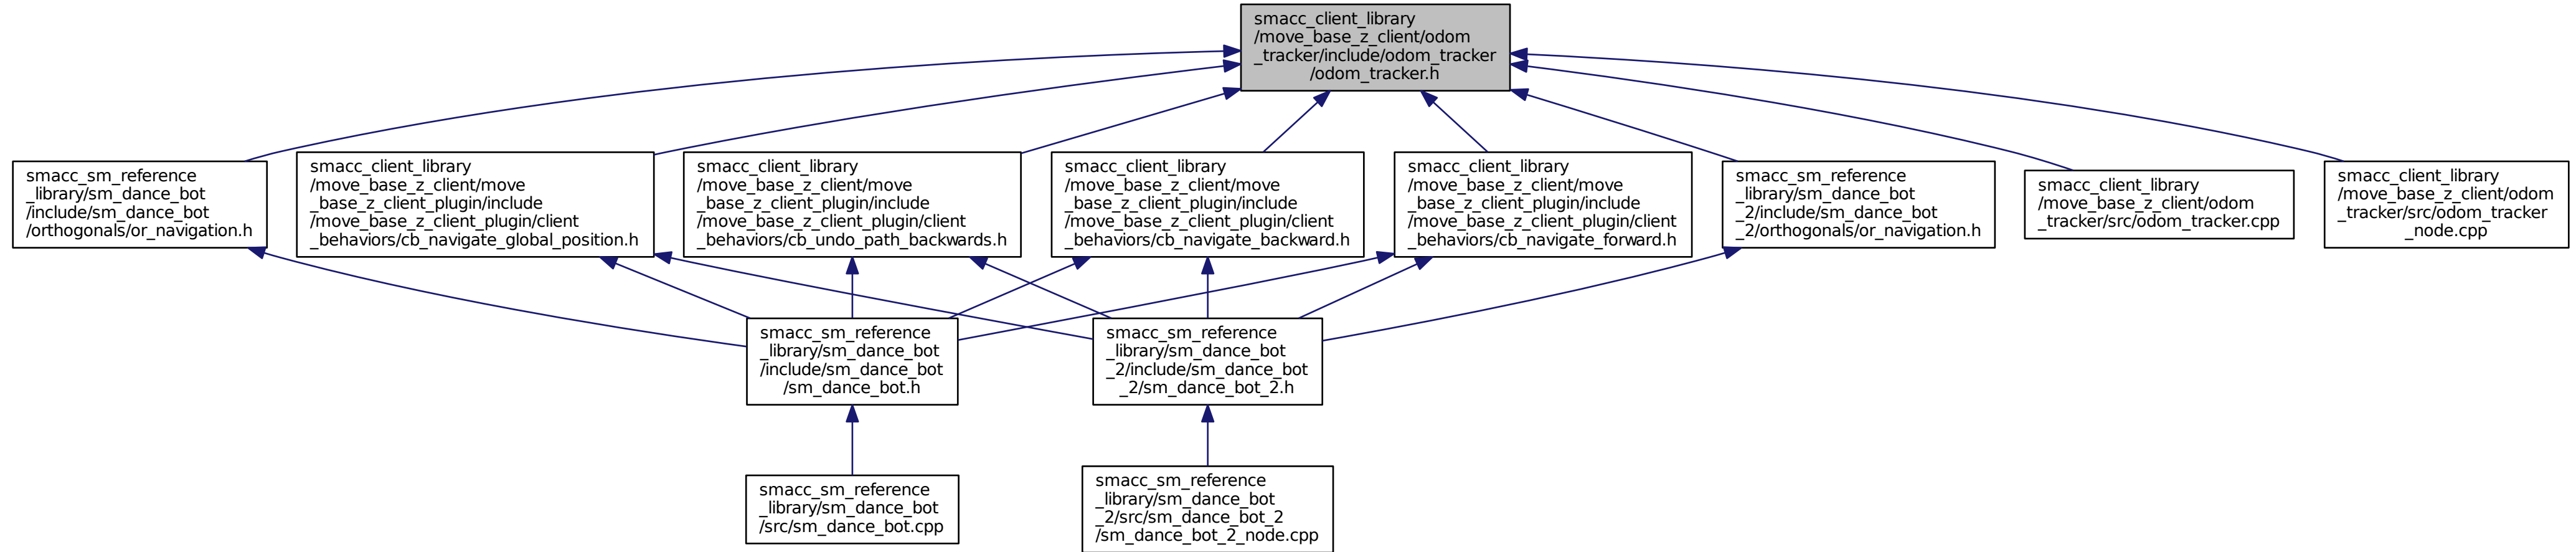 smacc_client_library
/move_base_z_client/odom
_tracker/include/odom_tracker
/odom_tracker.h
smacc_sm_reference
_library/sm_dance_bot
/include/sm_dance_bot
/orthogonals/or_navigation.h
smacc_client_library
/move_base_z_client/move
_base_z_client_plugin/include
/move_base_z_client_plugin/client
_behaviors/cb_navigate_global_position.h
smacc_client_library
/move_base_z_client/move
_base_z_client_plugin/include
/move_base_z_client_plugin/client
_behaviors/cb_undo_path_backwards.h
smacc_client_library
/move_base_z_client/move
_base_z_client_plugin/include
/move_base_z_client_plugin/client
_behaviors/cb_navigate_backward.h
smacc_client_library
/move_base_z_client/move
_base_z_client_plugin/include
/move_base_z_client_plugin/client
_behaviors/cb_navigate_forward.h
smacc_sm_reference
_library/sm_dance_bot
_2/include/sm_dance_bot
_2/orthogonals/or_navigation.h
smacc_client_library
/move_base_z_client/odom
_tracker/src/odom_tracker.cpp
smacc_client_library
/move_base_z_client/odom
_tracker/src/odom_tracker
_node.cpp
smacc_sm_reference
_library/sm_dance_bot
/include/sm_dance_bot
/sm_dance_bot.h
smacc_sm_reference
_library/sm_dance_bot
_2/include/sm_dance_bot
_2/sm_dance_bot_2.h
smacc_sm_reference
_library/sm_dance_bot
/src/sm_dance_bot.cpp
smacc_sm_reference
_library/sm_dance_bot
_2/src/sm_dance_bot_2
/sm_dance_bot_2_node.cpp